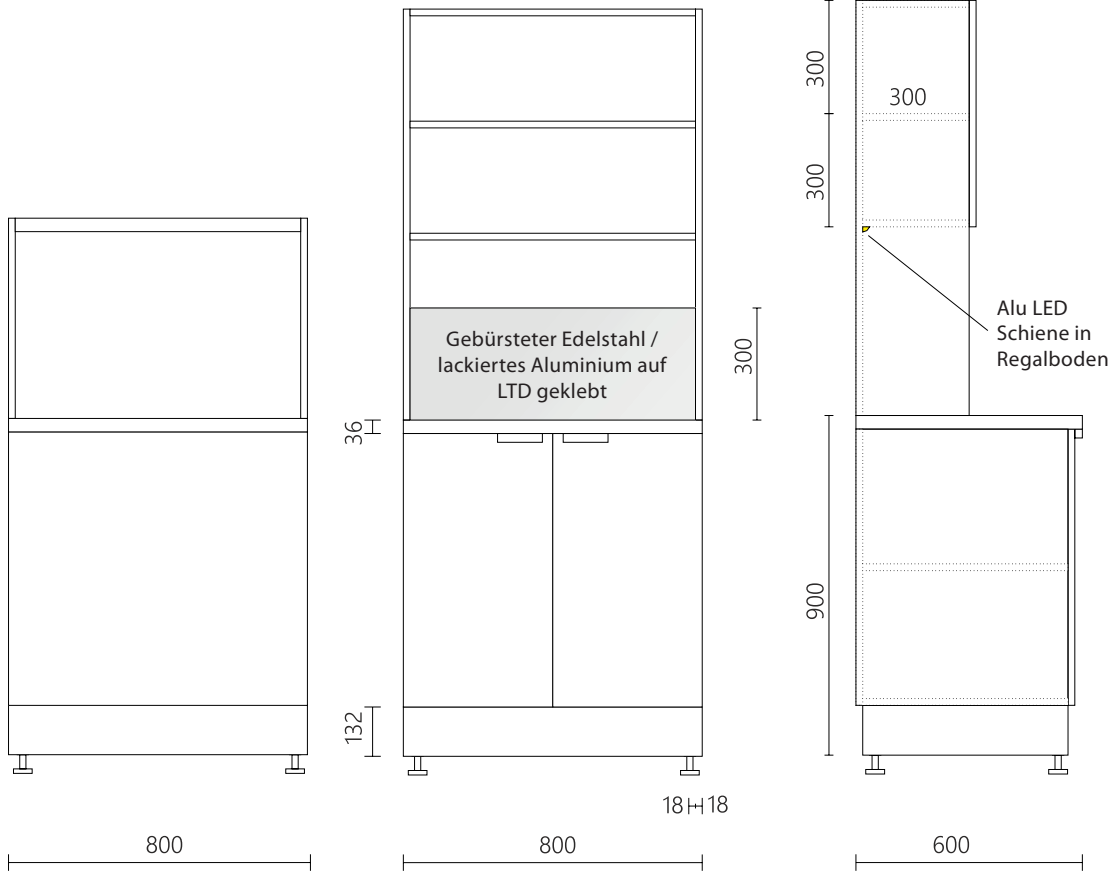 300
300
300
Gebürsteter Edelstahl /
lackiertes Aluminium auf
LTD geklebt
300
Alu LED
Schiene in
Regalboden
36
900
132
18 18
800
800
600